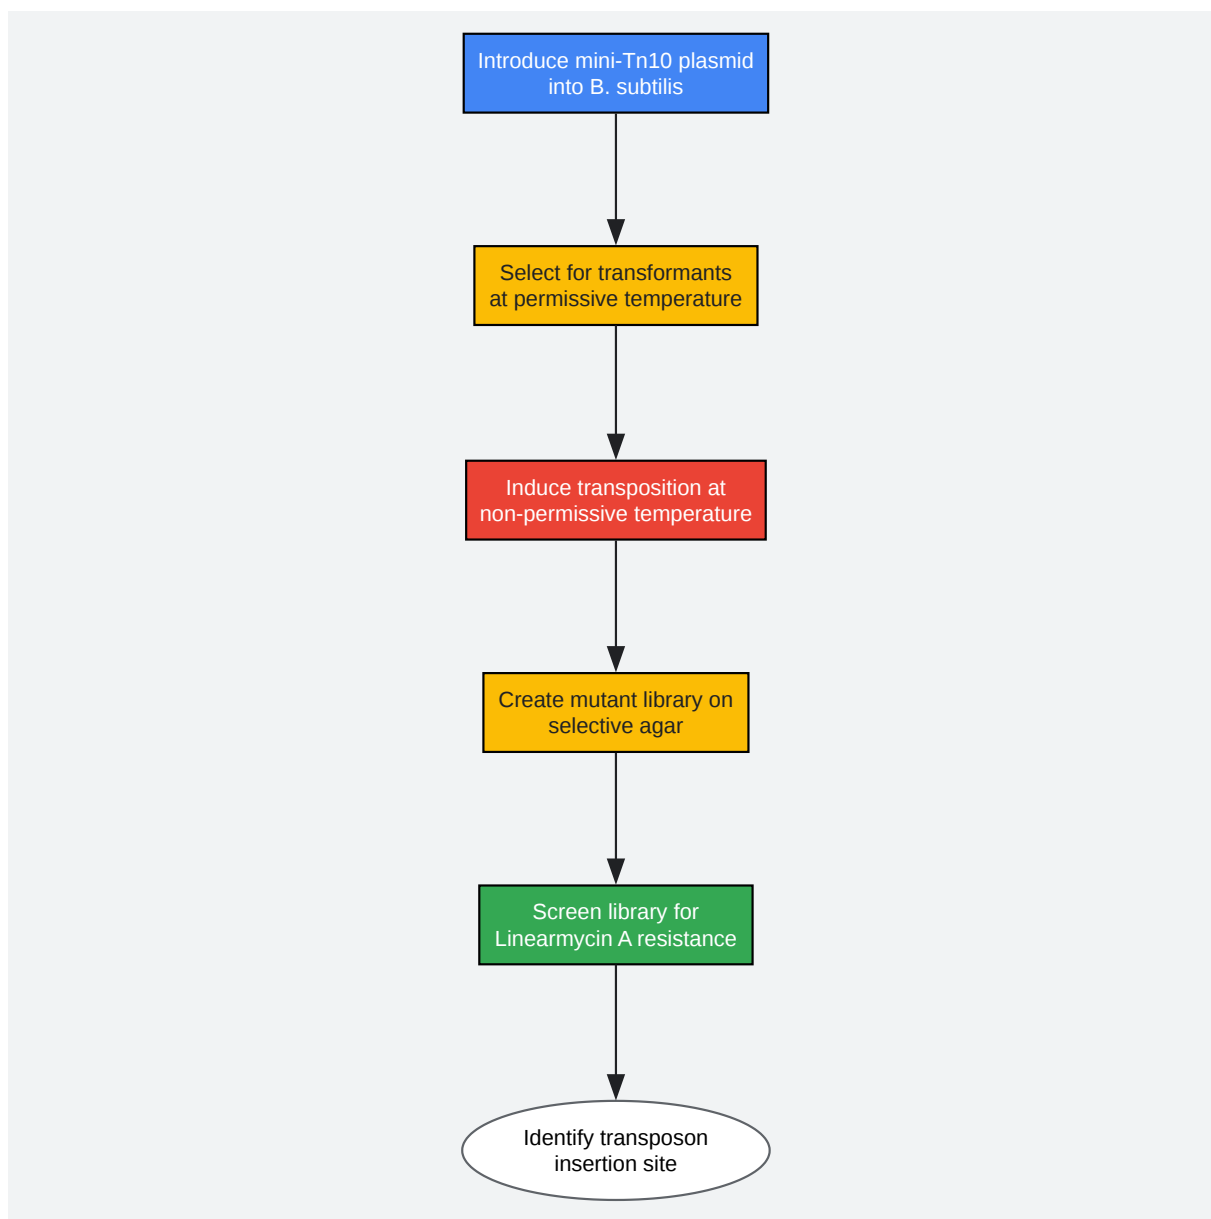 Introduce mini-Tn10 plasmid
into B. subtilis
Select for transformants
at permissive temperature
Induce transposition at
non-permissive temperature
Create mutant library on
selective agar
Screen library for
Linearmycin A resistance
Identify transposon
insertion site